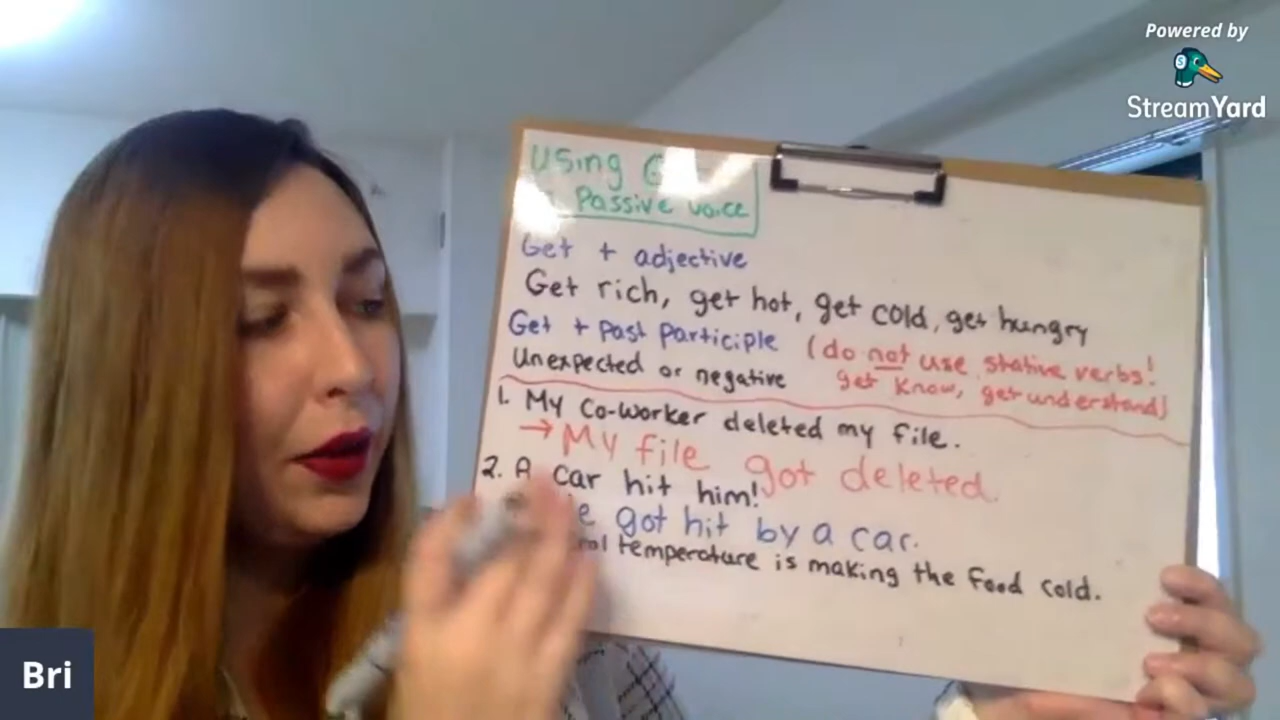 Powered by
StreamYard
Using G
Passive voice
Get + adjective
Get rich, get hot, get cold, get hungry
Get + past participle (do not use stative verbs!
Unexpected or negative get know, get understand)
1. My co-worker deleted my file.
→ My file got deleted.
2. A car hit him!
e got hit by a car.
temperature is making the food cold.
Bri